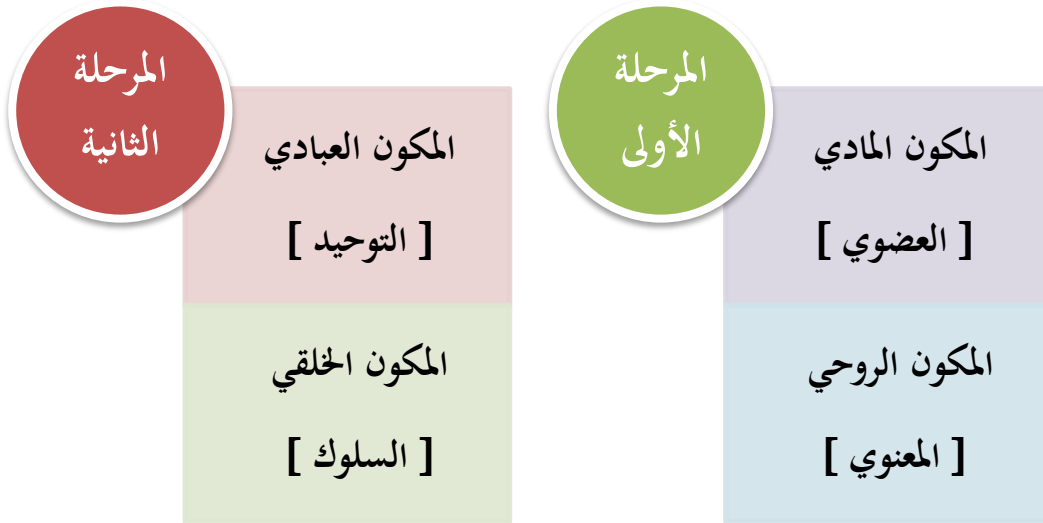 المرحلة
الأولى
المكون المادي
[ العضوي ]
المكون الروحي
[ المعنوي ]
المرحلة
الثانية
المكون العبادي
[ التوحيد ]
المكون الخلقي
[ السلوك ]